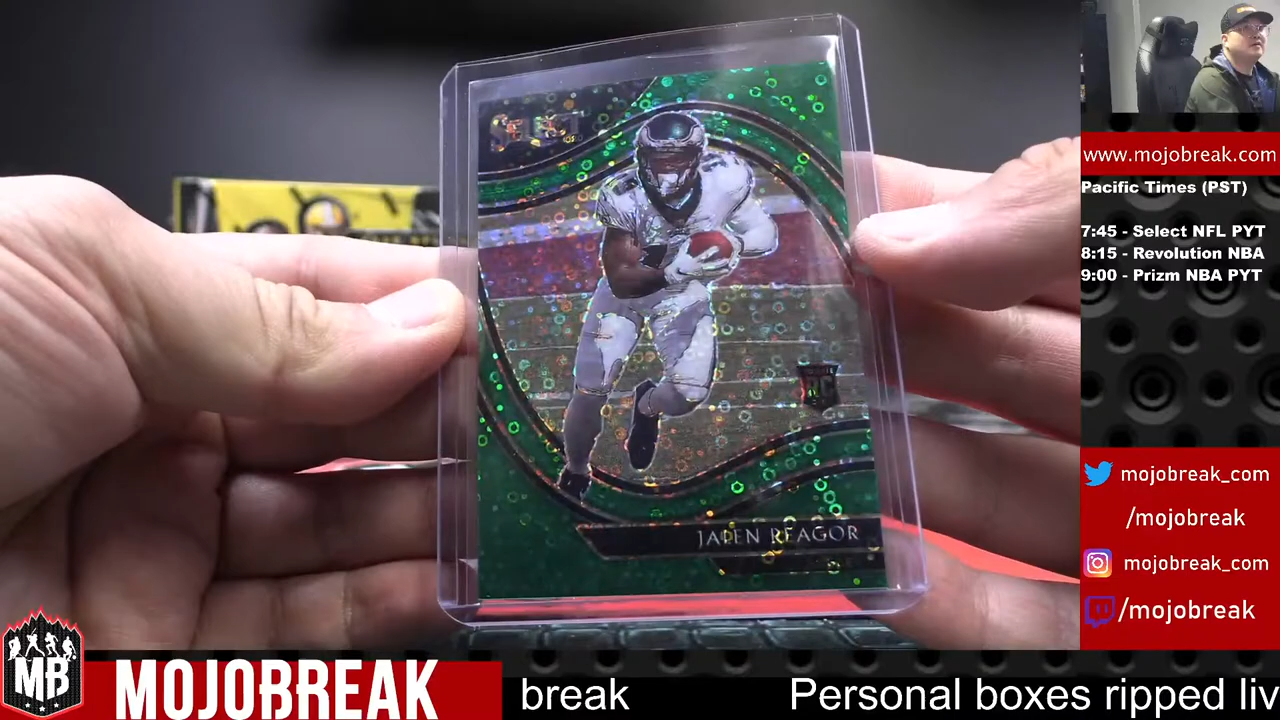 SELECT
JALEN REAGOR
www.mojobreak.com
Pacific Times (PST)
7:45 - Select NFL PYT
8:15 - Revolution NBA
9:00 - Prizm NBA PYT
mojobreak_com
/mojobreak
mojobreak_com
/mojobreak
MB
MOJOBREAK
break
Personal boxes ripped liv